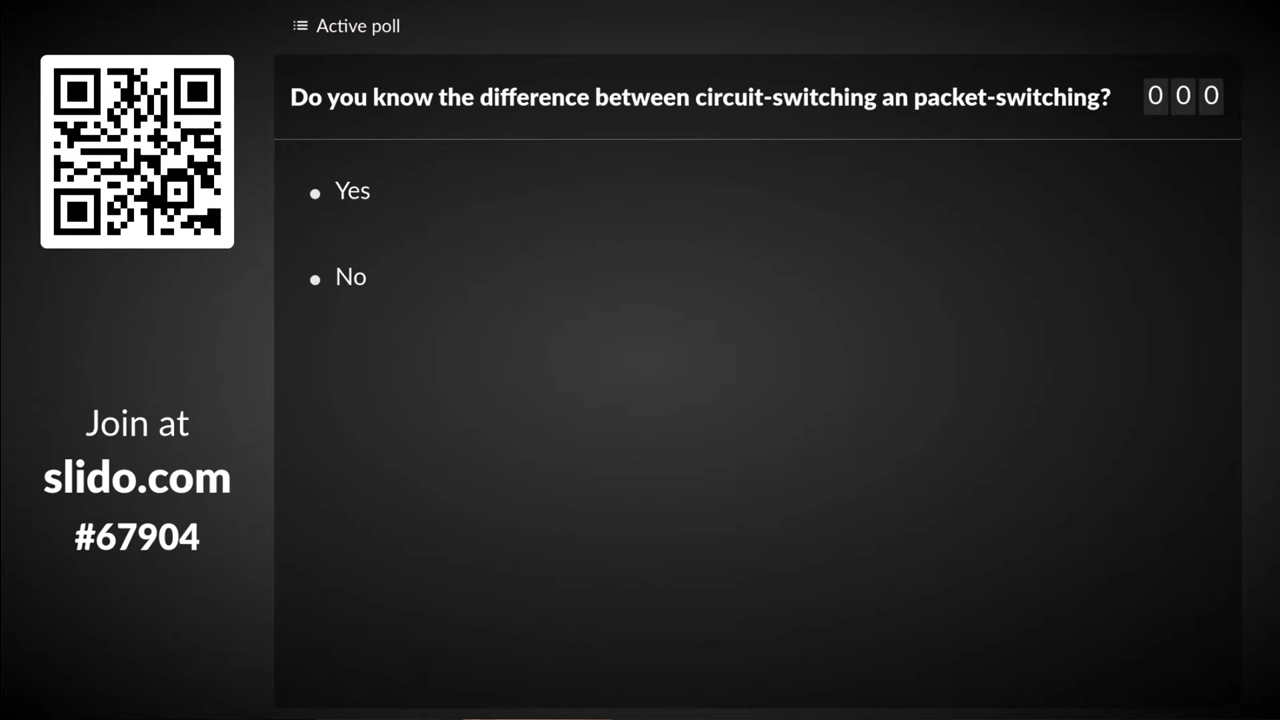 Active poll
Do you know the difference between circuit-switching an packet-switching?
0 0 0
Yes
No
Join at
slido.com
#67904